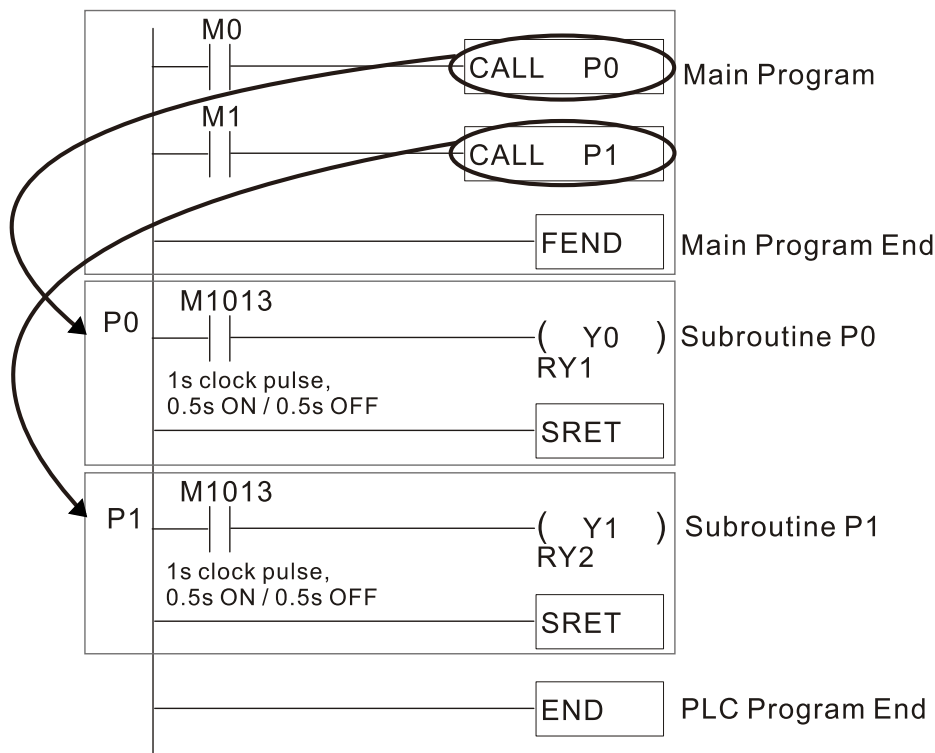 M0
CALL P0
Main Program
M1
CALL P1
FEND
Main Program End
M1013
P0
( Y0 )
Subroutine P0
RY1
1s clock pulse,
0.5s ON / 0.5s OFF
SRET
M1013
P1
( Y1 )
Subroutine P1
RY2
1s clock pulse,
0.5s ON / 0.5s OFF
SRET
END
PLC Program End